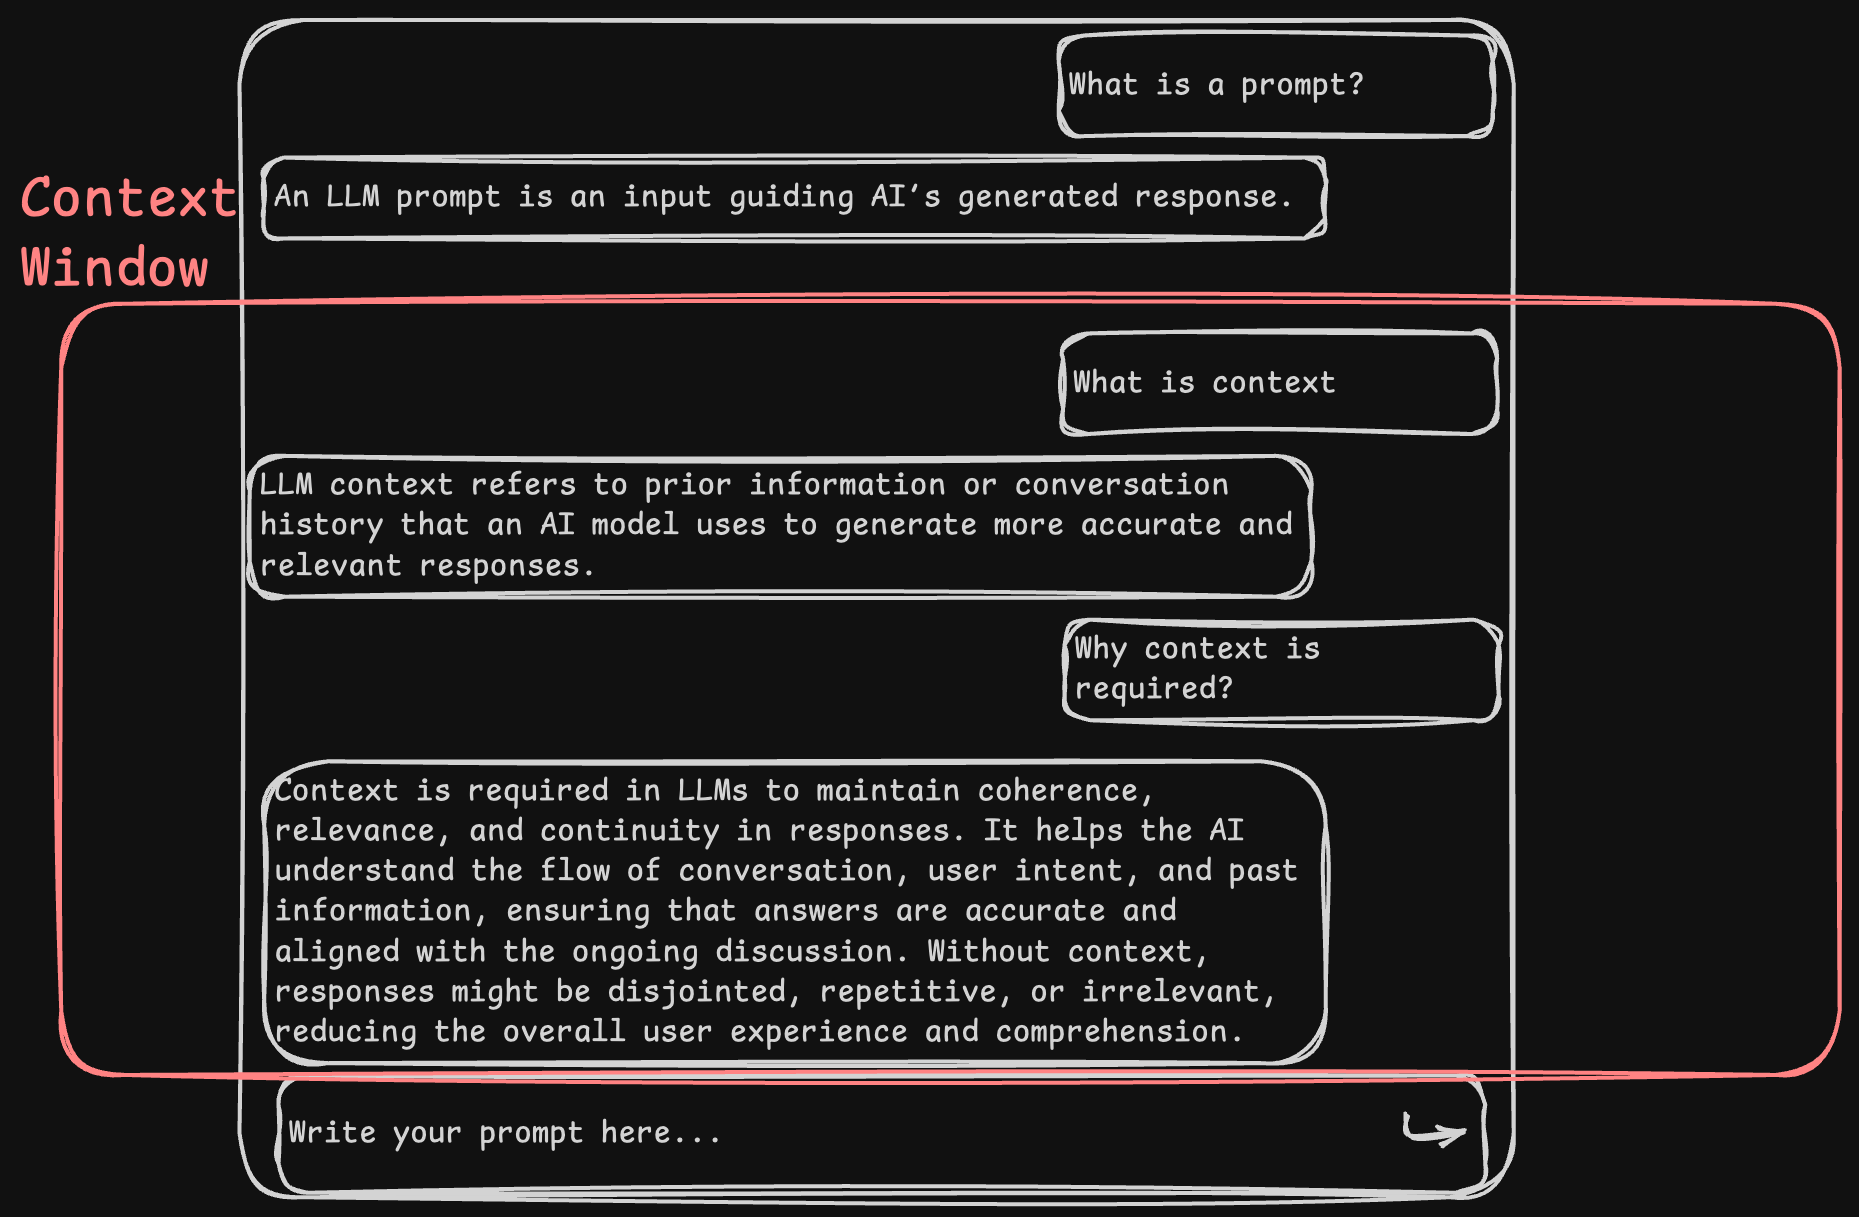 What is a prompt?
Context
Window
An LLM prompt is an input guiding AI's generated response.
What is context
LLM context refers to prior information or conversation
history that an AI model uses to generate more accurate and
relevant responses.
Why context is
required?
Context is required in LLMs to maintain coherence,
relevance, and continuity in responses. It helps the AI
understand the flow of conversation, user intent, and past
information, ensuring that answers are accurate and
aligned with the ongoing discussion. Without context,
responses might be disjointed, repetitive, or irrelevant,
reducing the overall user experience and comprehension.
Write your prompt here...